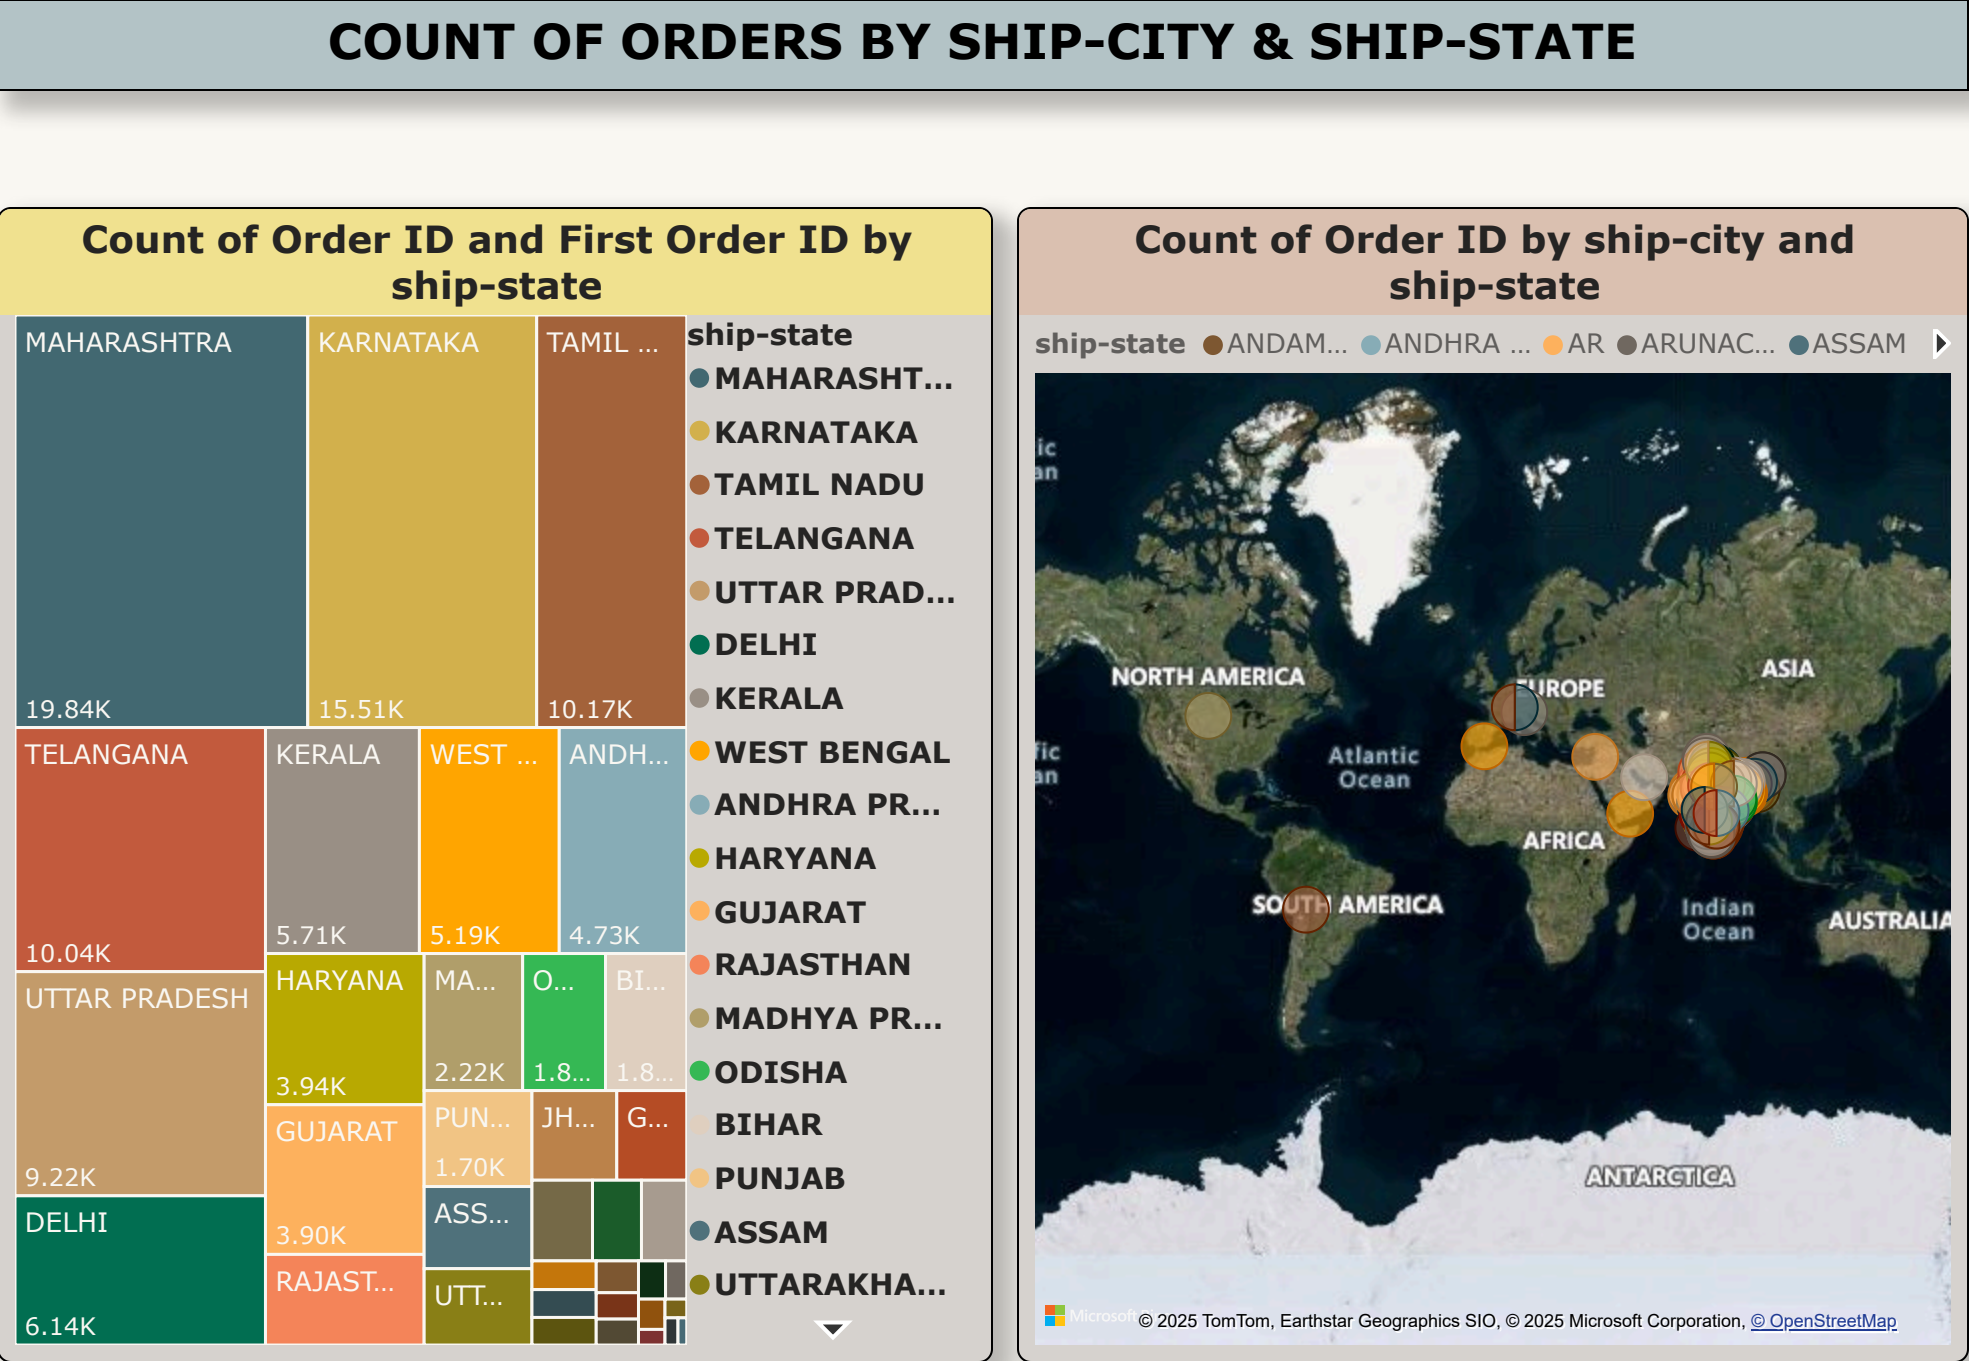 COUNT OF ORDERS BY SHIP-CITY & SHIP-STATE
Count of Order ID and First Order ID by
ship-state
MAHARASHTRA
19.84K
KARNATAKA
15.51K
TAMIL ...
10.17K
TELANGANA
10.04K
UTTAR PRADESH
9.22K
DELHI
6.14K
KERALA
5.71K
WEST ...
5.19K
ANDH...
4.73K
HARYANA
3.94K
GUJARAT
3.90K
RAJAST...
MA...
2.22K
O...
1.8...
BI...
1.8...
PUN...
1.70K
JH...
G...
ASS...
UTT...
ship-state
MAHARASHT...
KARNATAKA
TAMIL NADU
TELANGANA
UTTAR PRAD...
DELHI
KERALA
WEST BENGAL
ANDHRA PR...
HARYANA
GUJARAT
RAJASTHAN
MADHYA PR...
ODISHA
BIHAR
PUNJAB
ASSAM
UTTARAKHA...
Count of Order ID by ship-city and
ship-state
ship-state ANDAM... ANDHRA ... AR ARUNAC... ASSAM
ic
an
NORTH AMERICA
EUROPE
ASIA
fic
an
Atlantic
Ocean
AFRICA
SOUTH AMERICA
Indian
Ocean
AUSTRALIA
ANTARCTICA
Microsoft
© 2025 TomTom, Earthstar Geographics SIO, © 2025 Microsoft Corporation, © OpenStreetMap